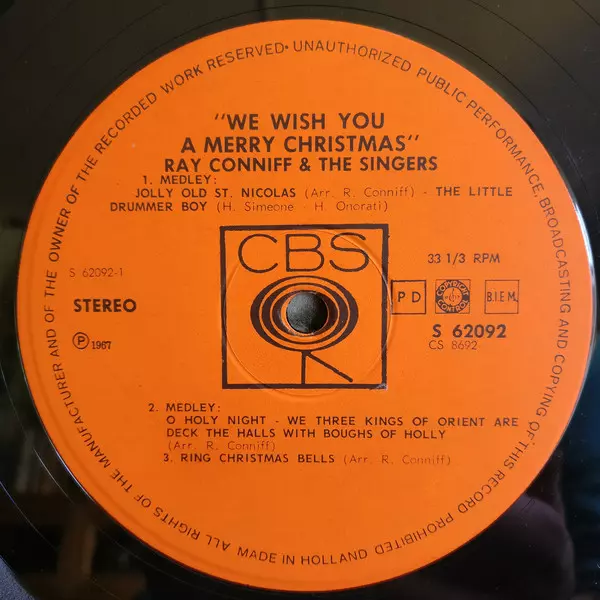 ALL RIGHTS OF THE MANUFACTURER AND OF THE OWNER OF THE RECORDED WORK RESERVED · UNAUTHORIZED PUBLIC PERFORMANCE, BROADCASTING AND COPYING OF THIS RECORD PROHIBITED
"WE WISH YOU
A MERRY CHRISTMAS"
RAY CONNIFF & THE SINGERS
1. MEDLEY:
JOLLY OLD ST. NICOLAS (Arr. R. Conniff) - THE LITTLE
DRUMMER BOY (H. Simeone - H. Onorati)
CBS
33 1/3 RPM
S 62092-1
STEREO
P D
COPYRIGHT
CONTROL
B.I.E.M.
S 62092
CS 8692
Ⓟ 1967
2. MEDLEY:
O HOLY NIGHT - WE THREE KINGS OF ORIENT ARE
DECK THE HALLS WITH BOUGHS OF HOLLY
(Arr. R. Conniff)
3. RING CHRISTMAS BELLS (Arr. R. Conniff)
MADE IN HOLLAND